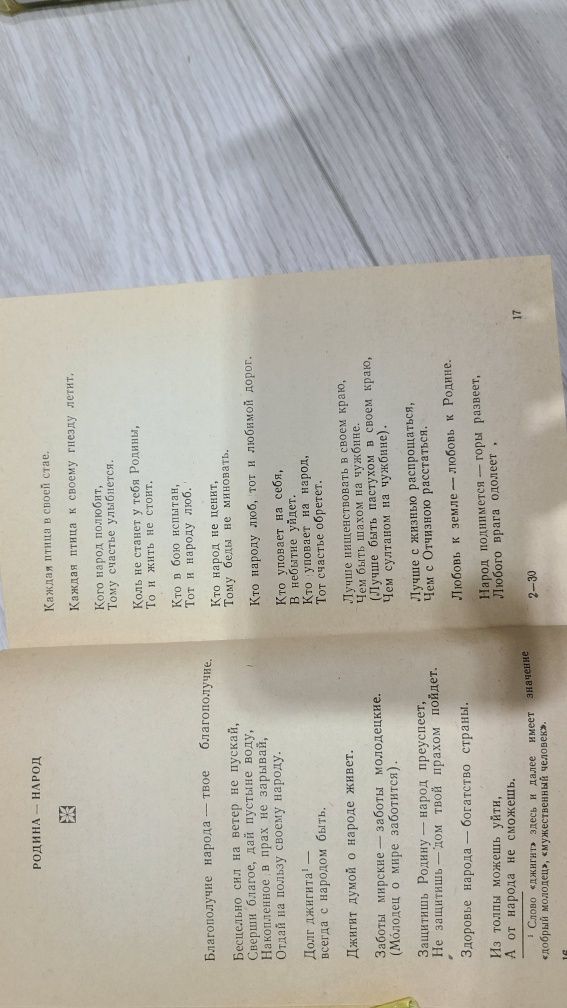 РОДИНА — НАРОД
Благополучие народа — твое благополучие.
Бесцельно сил на ветер не пускай,
Сверши благое, дай пустыне воду,
Накопленное в прах не зарывай,
Отдай на пользу своему народу.
Долг джигита¹ —
всегда с народом быть.
Джигит думой о народе живет.
Заботы мирские — заботы молодецкие.
(Мо́лодец о мире заботится).
Защитишь Родину — народ преуспеет,
Не защитишь — дом твой прахом пойдет.
Здоровье народа — богатство страны.
Из толпы можешь уйти,
А от народа не сможешь.
¹ Слово «джигит» здесь и далее имеет значение
«добрый молодец», «мужественный человек».
16
Каждая птица в своей стае.
Каждая птица к своему гнезду летит.
Кого народ полюбит,
Тому счастье улыбнется.
Коль не станет у тебя Родины,
То и жить не стоит.
Кто в бою испытан,
Тот и народу люб.
Кто народ не ценит,
Тому беды не миновать.
Кто народу люб, тот и любимой дорог.
Кто уповает на себя,
В небытие уйдет.
Кто уповает на народ,
Тот счастье обретет.
Лучше нищенствовать в своем краю,
Чем быть шахом на чужбине.
(Лучше быть пастухом в своем краю,
Чем султаном на чужбине).
Лучше с жизнью распрощаться,
Чем с Отчизною расстаться.
Любовь к земле — любовь к Родине.
Народ поднимется — горы развеет,
Любого врага одолеет ,
2—30
17